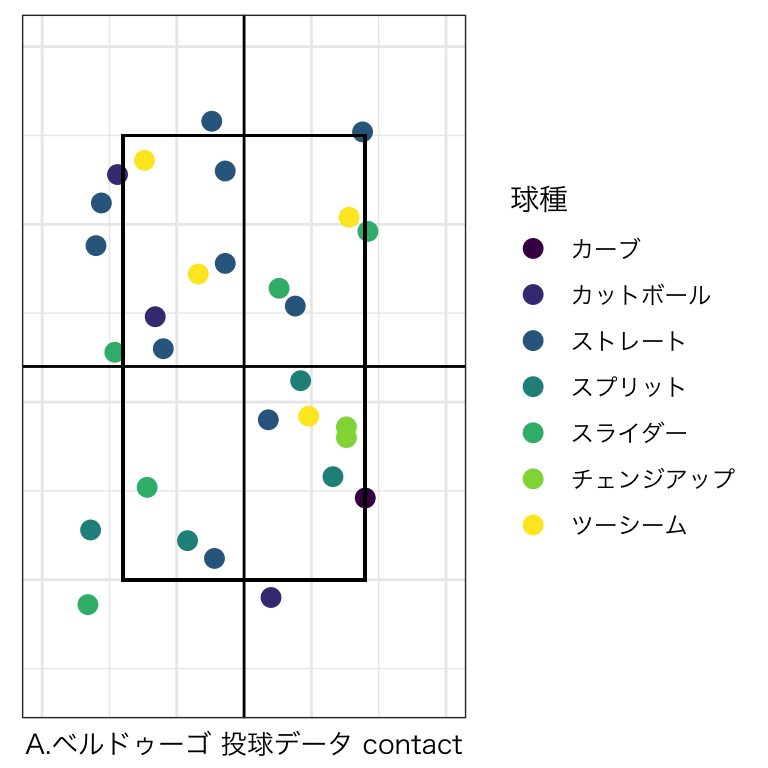 球種
カーブ
カットボール
ストレート
スプリット
スライダー
チェンジアップ
ツーシーム
A.ベルドゥーゴ 投球データ contact